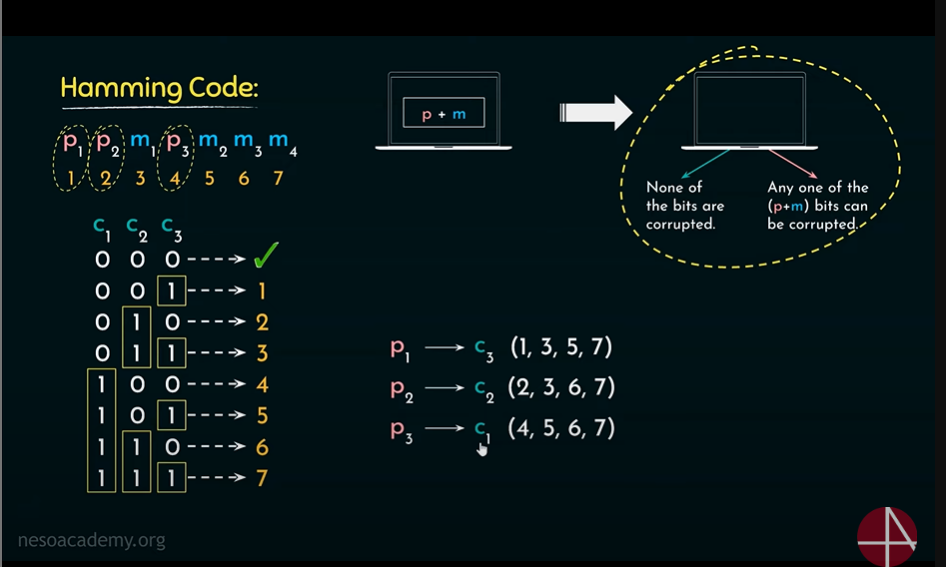 Hamming Code:
p₁ p₂ m₁ p₃ m₂ m₃ m₄
1 2 3 4 5 6 7
c₁ c₂ c₃
0 0 0 ----> ✓
0 0 1 ----> 1
0 1 0 ----> 2
0 1 1 ----> 3
1 0 0 ----> 4
1 0 1 ----> 5
1 1 0 ----> 6
1 1 1 ----> 7
p + m
None of
the bits are
corrupted.
Any one of the
(p+m) bits can
be corrupted.
p₁ → c₃ (1, 3, 5, 7)
p₂ → c₂ (2, 3, 6, 7)
p₃ → c₁ (4, 5, 6, 7)
nesoacademy.org